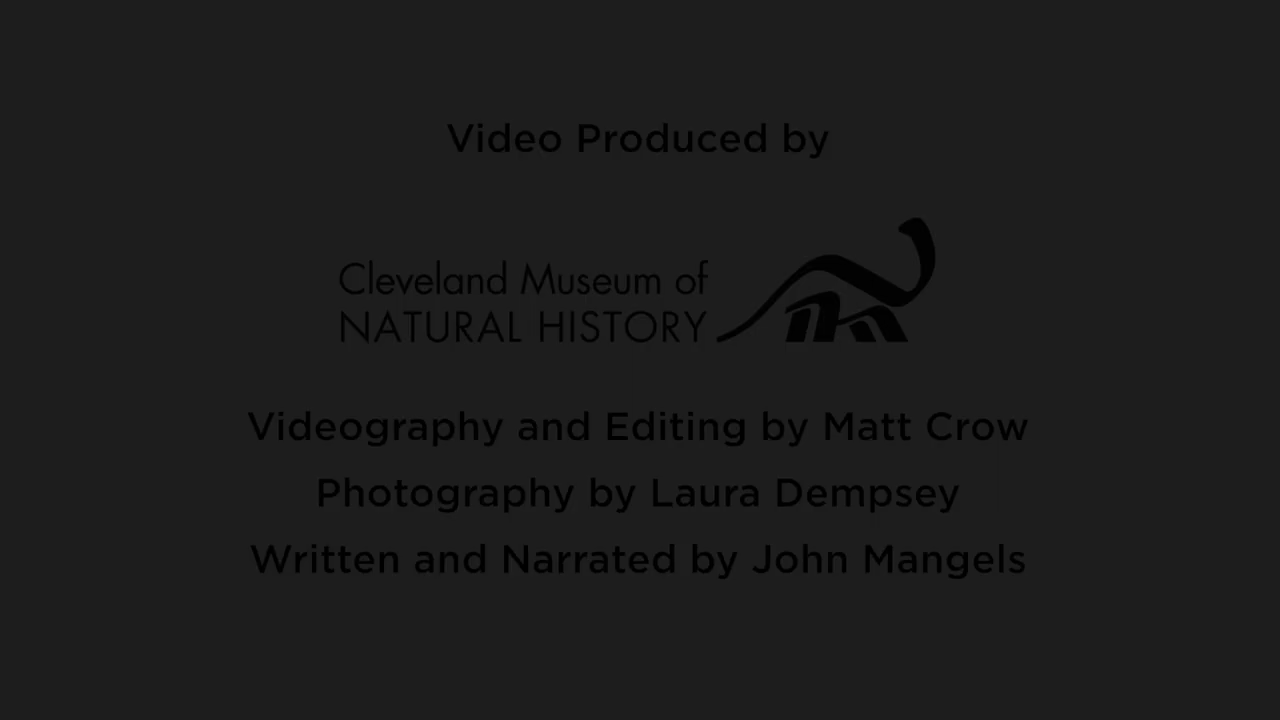 Video Produced by
Cleveland Museum of
NATURAL HISTORY
Videography and Editing by Matt Crow
Photography by Laura Dempsey
Written and Narrated by John Mangels